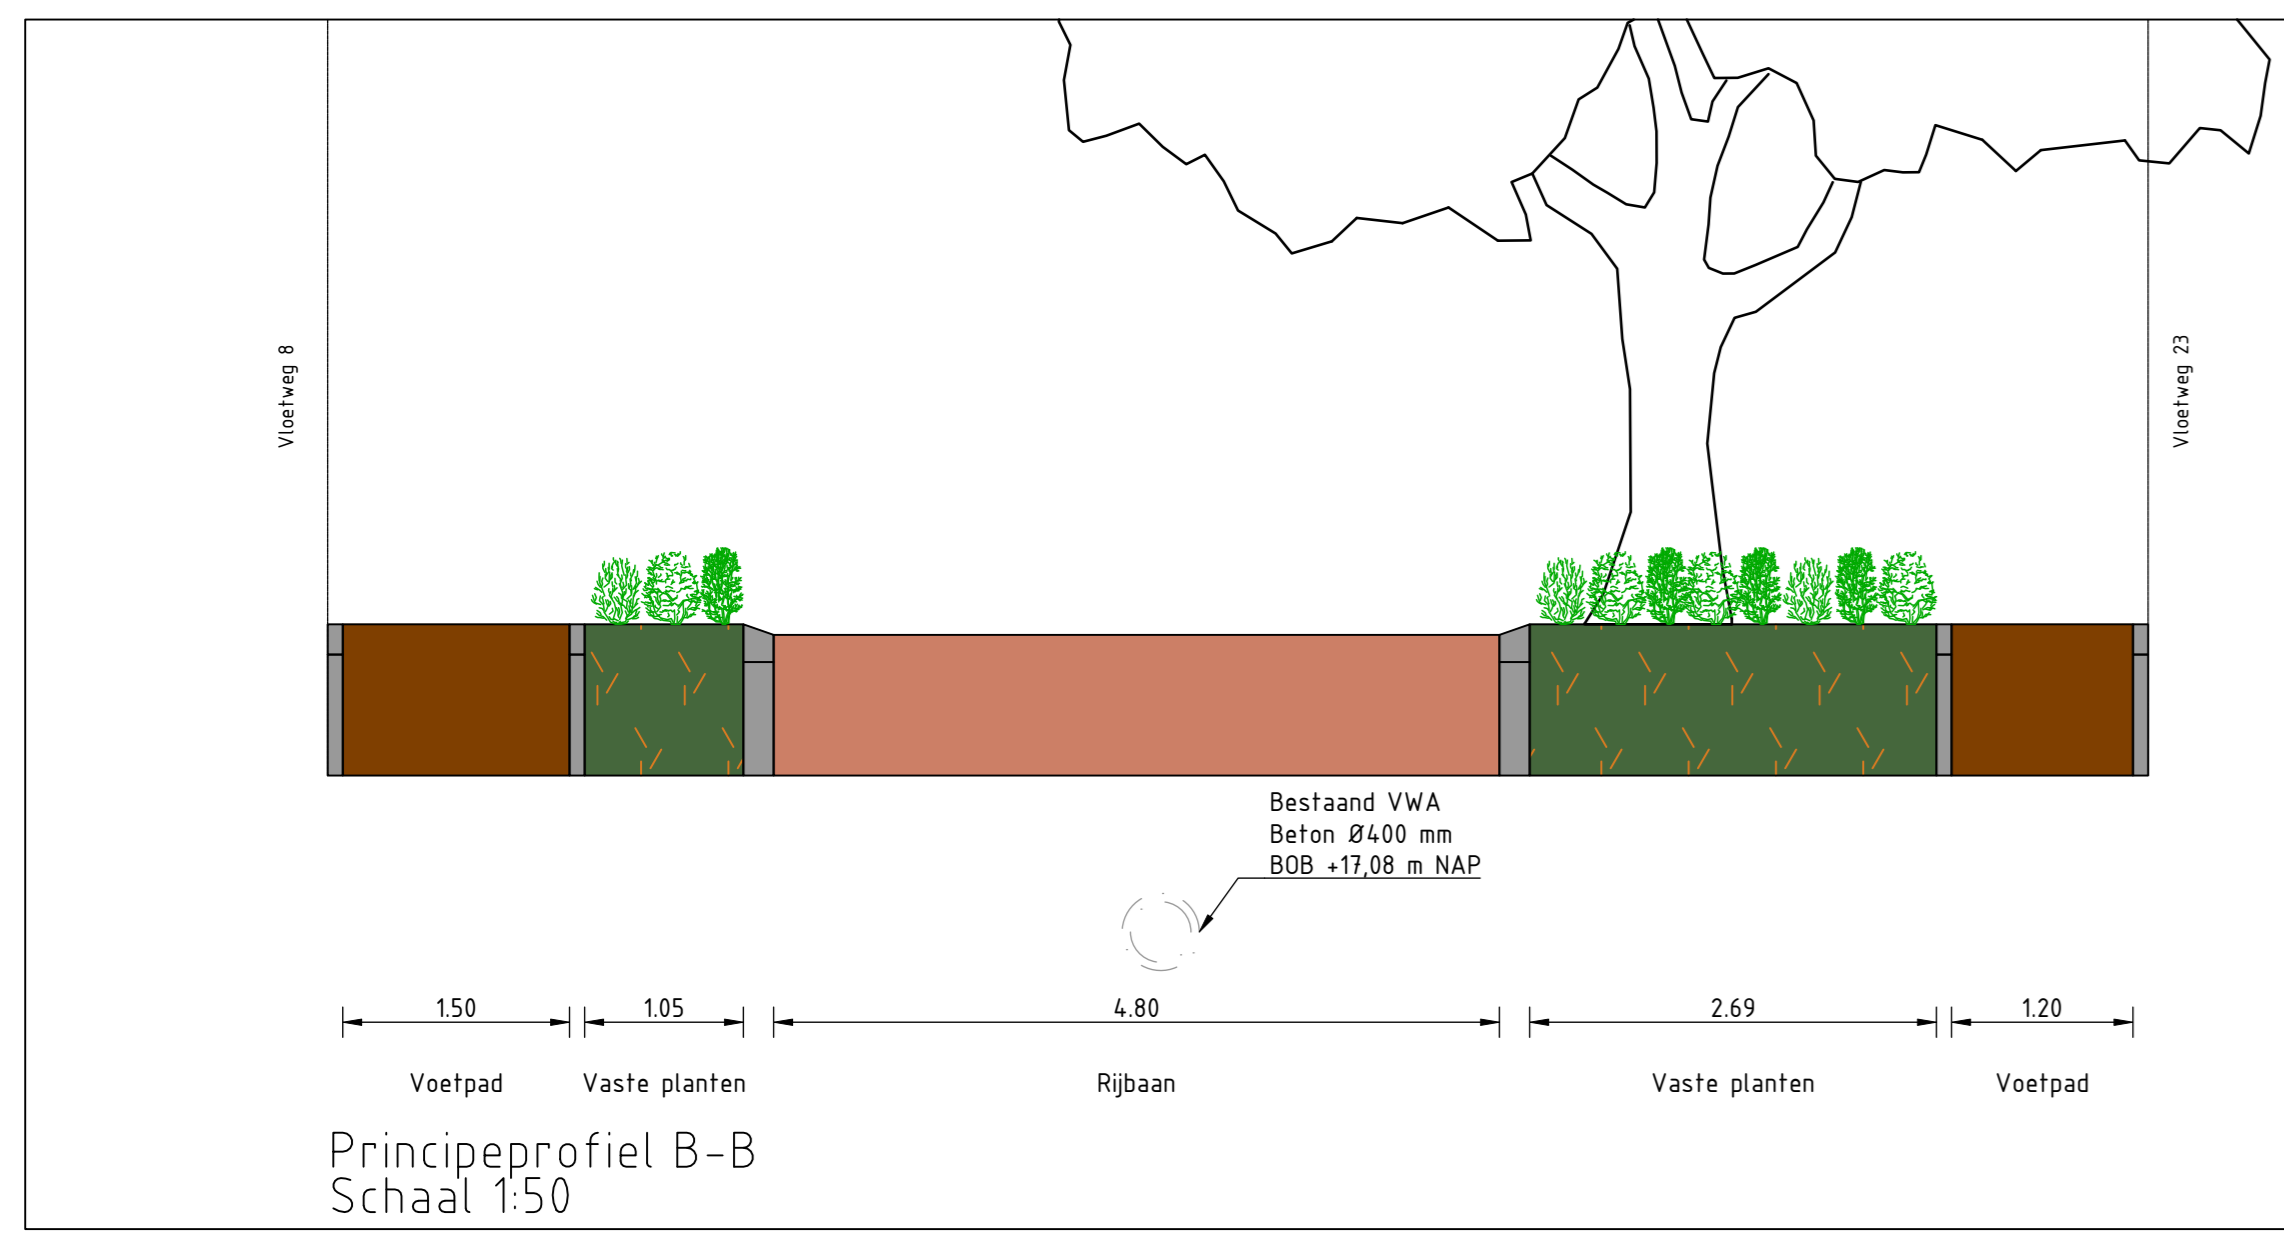 Vloetweg 8
Vloetweg 23
Bestaand VWA
Beton Ø400 mm
BOB +17,08 m NAP
1.50 1.05 4.80 2.69 1.20
Voetpad Vaste planten Rijbaan Vaste planten Voetpad
Principeprofiel B-B
Schaal 1:50